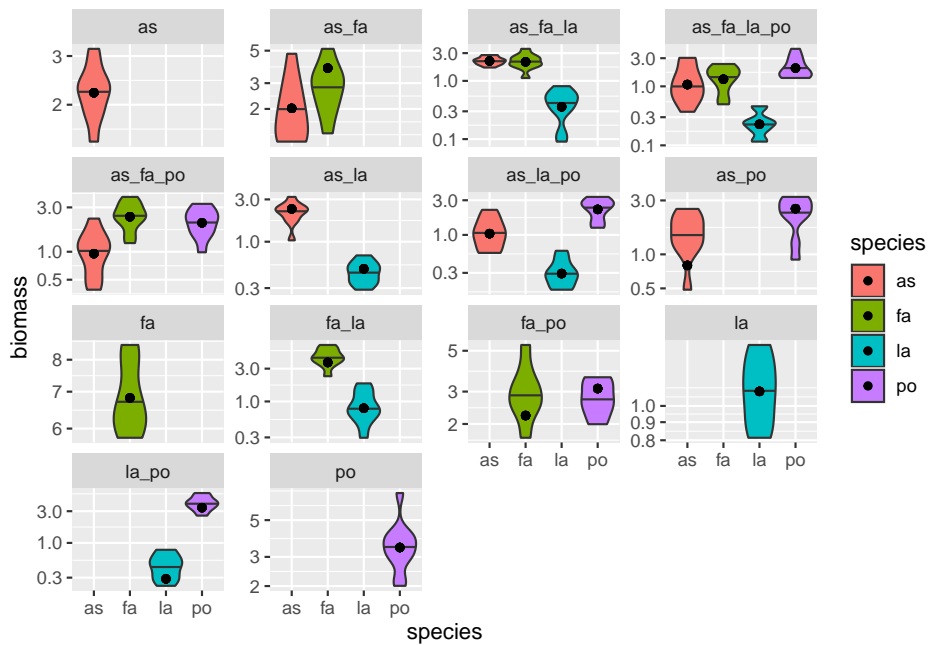 as
as_fa
as_fa_la
as_fa_la_po
3
2
5
3
2
3.0
1.0
0.3
0.1
3.0
1.0
0.3
0.1
as_fa_po
as_la
as_la_po
as_po
3.0
1.0
0.5
3.0
1.0
0.3
3.0
1.0
0.3
3.0
1.0
0.5
fa
fa_la
fa_po
la
8
7
6
3.0
1.0
0.3
5
3
2
1.0
0.9
0.8
as fa la po
as fa la po
la_po
po
3.0
1.0
0.3
5
3
2
as fa la po
as fa la po
species
biomass
species
as
fa
la
po